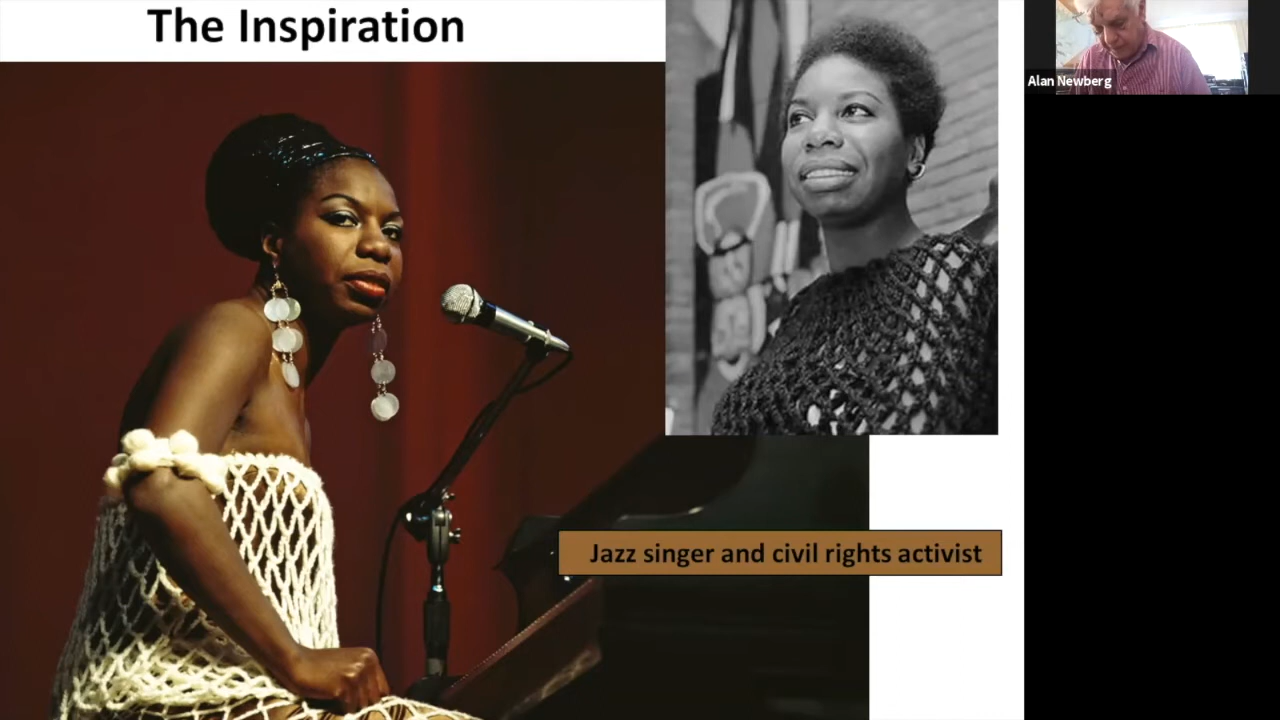 The Inspiration
Alan Newberg
Jazz singer and civil rights activist